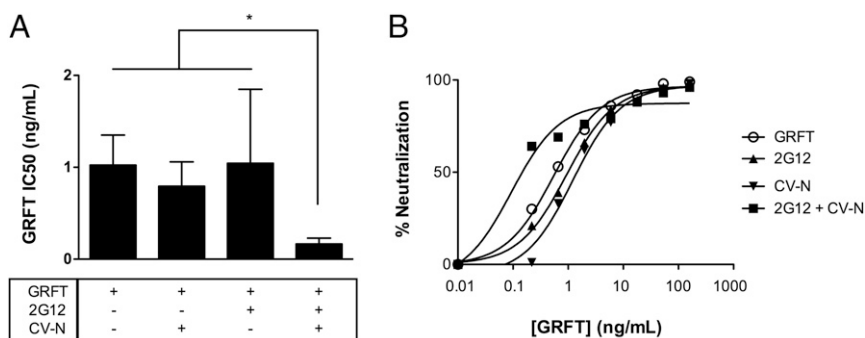 A
*
GRFT IC50 (ng/mL)
2
1
0
GRFT + + + +
2G12 - - + +
CV-N - + - +
B
% Neutralization
100
50
0
0.01 0.1 1 10 100 1000
[GRFT] (ng/mL)
GRFT
2G12
CV-N
2G12 + CV-N